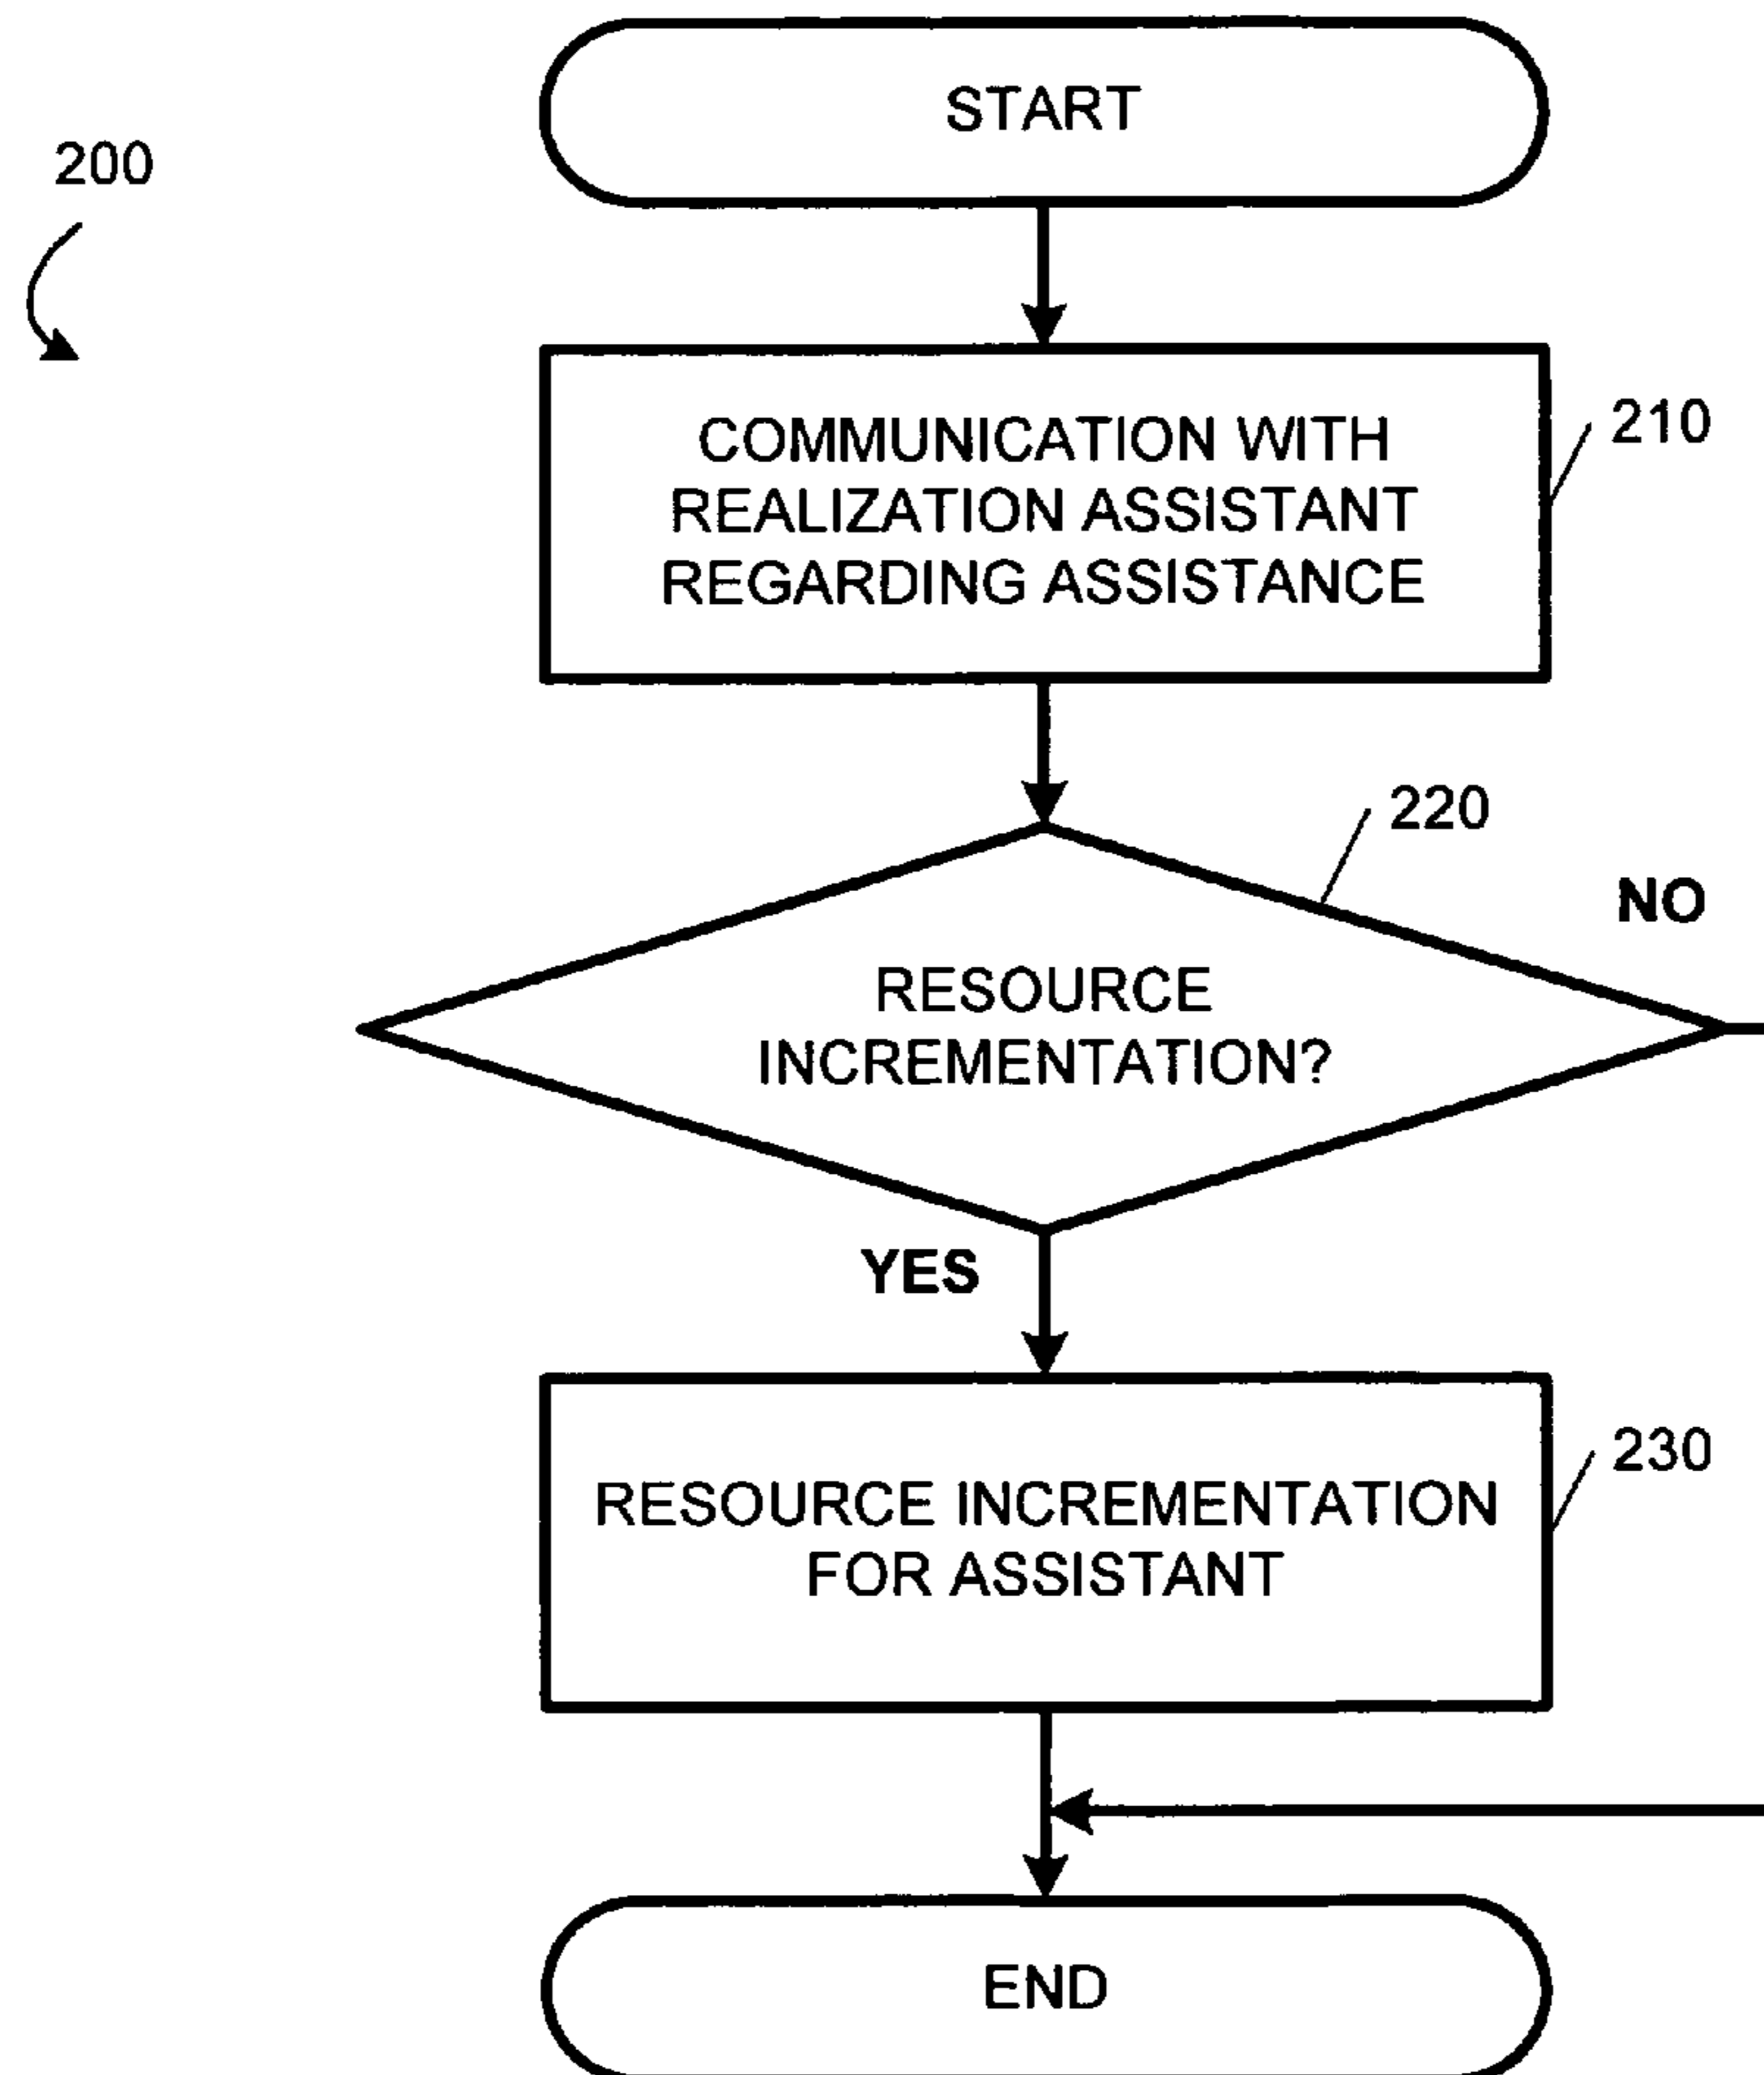 START
200
COMMUNICATION WITH
REALIZATION ASSISTANT
REGARDING ASSISTANCE
210
220
NO
RESOURCE
INCREMENTATION?
YES
RESOURCE INCREMENTATION
FOR ASSISTANT
230
END